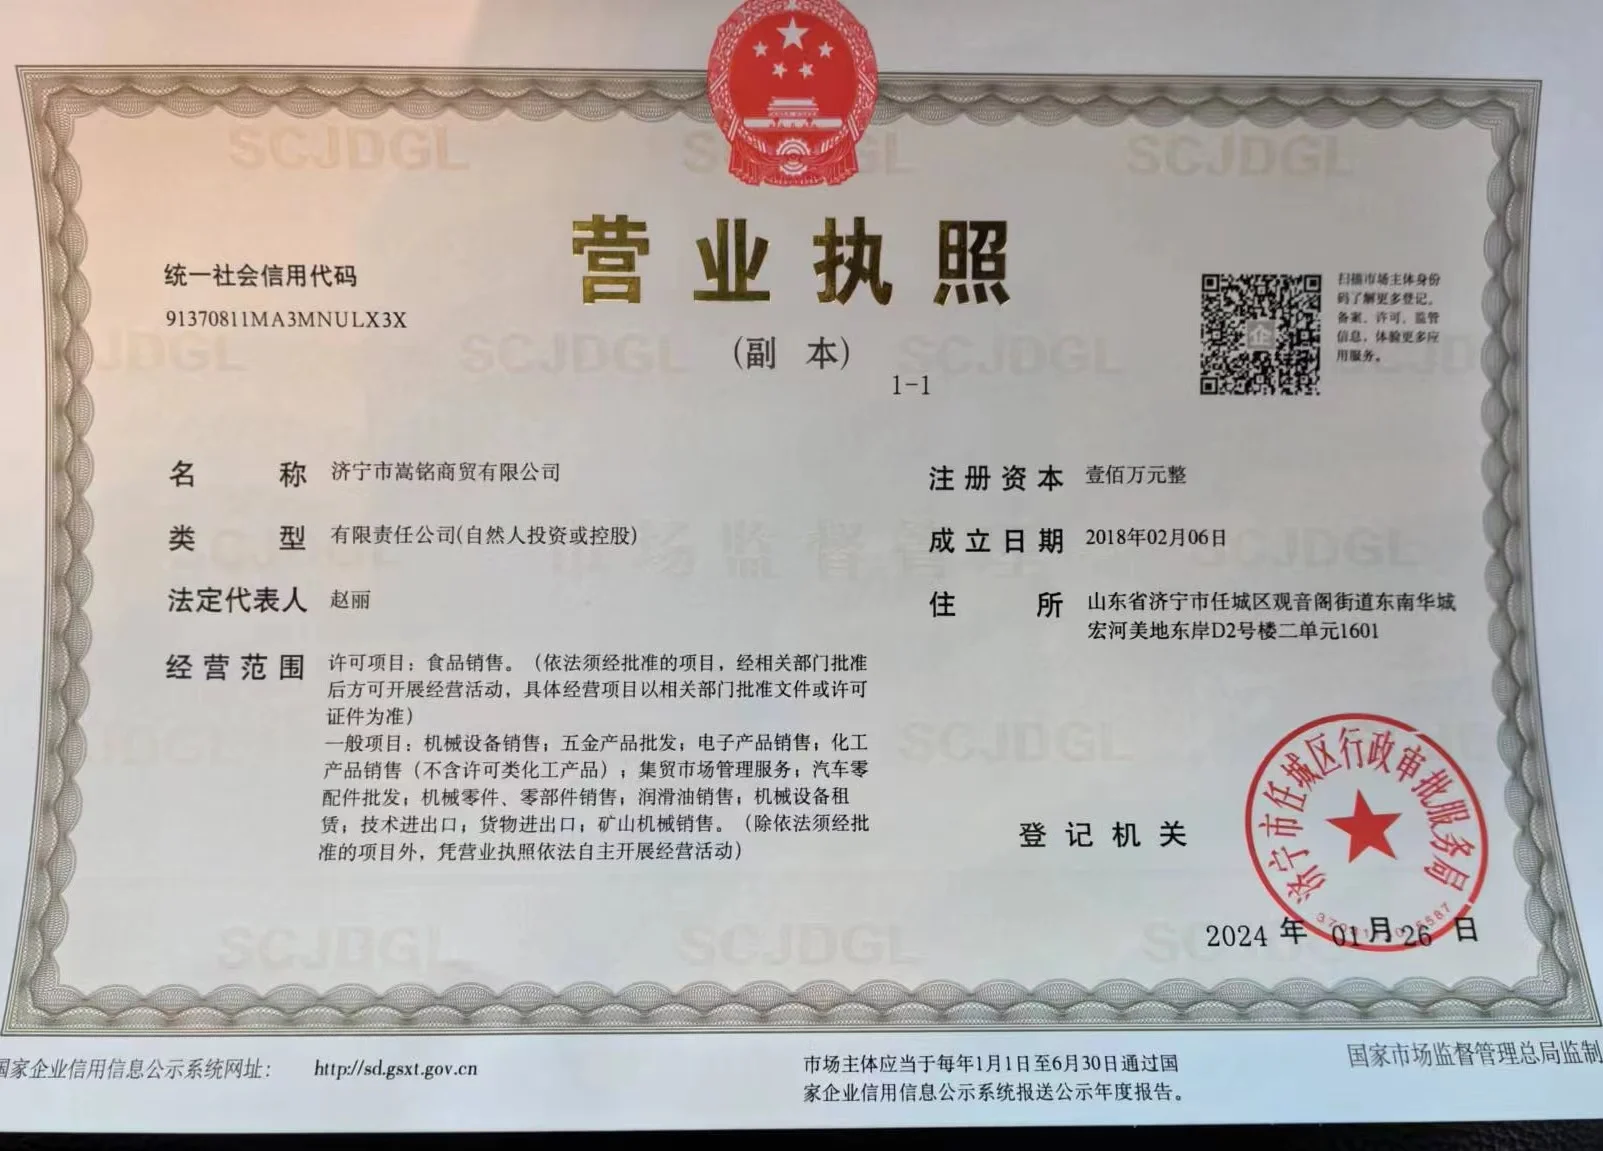 营业执照
(副 本)
1-1
统一社会信用代码
91370811MA3MNULX3X
扫描市场主体身份
码了解更多登记、
备案、许可、监管
信息,体验更多应
用服务。
名 称 济宁市嵩铭商贸有限公司
类 型 有限责任公司(自然人投资或控股)
法定代表人 赵丽
经营范围 许可项目:食品销售。(依法须经批准的项目,经相关部门批准
后方可开展经营活动,具体经营项目以相关部门批准文件或许可
证件为准)
一般项目:机械设备销售;五金产品批发;电子产品销售;化工
产品销售(不含许可类化工产品);集贸市场管理服务;汽车零
配件批发;机械零件、零部件销售;润滑油销售;机械设备租
赁;技术进出口;货物进出口;矿山机械销售。(除依法须经批
准的项目外,凭营业执照依法自主开展经营活动)
注册资本 壹佰万元整
成立日期 2018年02月06日
住 所 山东省济宁市任城区观音阁街道东南华城
宏河美地东岸D2号楼二单元1601
登记机关
济宁市任城区行政审批服务局
2024 年 01 月 26 日
国家企业信用信息公示系统网址: http://sd.gsxt.gov.cn
市场主体应当于每年1月1日至6月30日通过国
家企业信用信息公示系统报送公示年度报告。
国家市场监督管理总局监制
SCJDGL
SCJDGL
SCJDGL
SCJDGL
SCJDGL
SCJDGL
SCJDGL
SCJDGL
市场监督管理